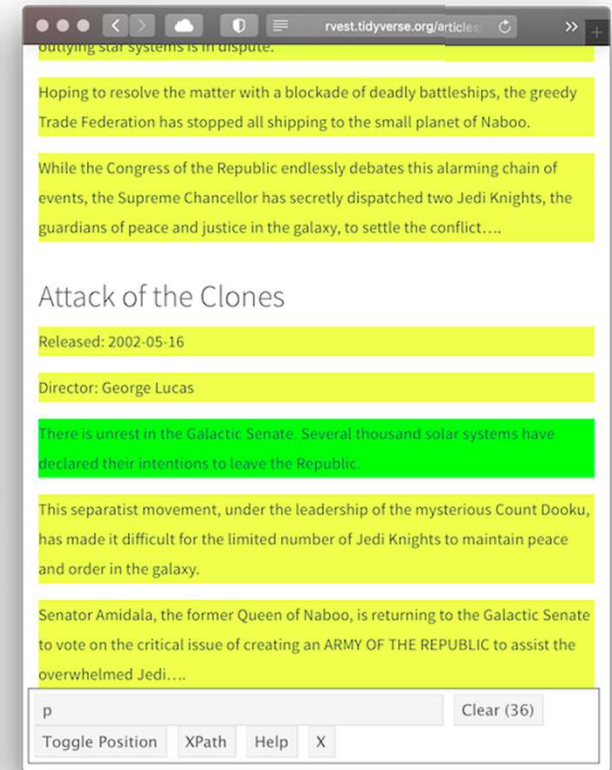 rvest.tidyverse.org/articles/
outlying star systems is in dispute.
Hoping to resolve the matter with a blockade of deadly battleships, the greedy
Trade Federation has stopped all shipping to the small planet of Naboo.
While the Congress of the Republic endlessly debates this alarming chain of
events, the Supreme Chancellor has secretly dispatched two Jedi Knights, the
guardians of peace and justice in the galaxy, to settle the conflict….
Attack of the Clones
Released: 2002-05-16
Director: George Lucas
There is unrest in the Galactic Senate. Several thousand solar systems have
declared their intentions to leave the Republic.
This separatist movement, under the leadership of the mysterious Count Dooku,
has made it difficult for the limited number of Jedi Knights to maintain peace
and order in the galaxy.
Senator Amidala, the former Queen of Naboo, is returning to the Galactic Senate
to vote on the critical issue of creating an ARMY OF THE REPUBLIC to assist the
overwhelmed Jedi….
p Clear (36)
Toggle Position XPath Help X